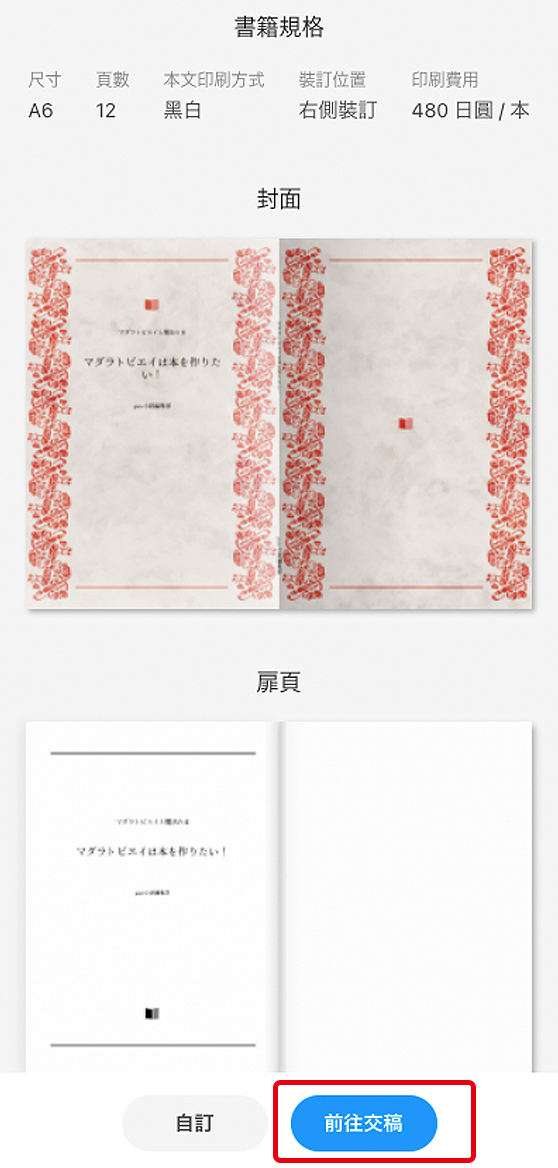 書籍規格
尺寸 頁數 本文印刷方式 裝訂位置 印刷費用
A6 12 黑白 右側裝訂 480 日圓 / 本
封面
マダラトビエイは本を作りた
い！
扉頁
マダラトビエイは本を作りたい！
自訂 前往交稿